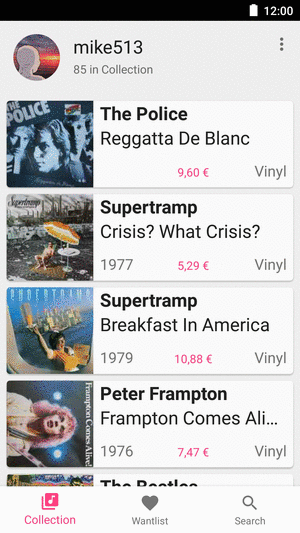 12:00
mike513
85 in Collection
THE POLICE
The Police
Reggatta De Blanc
9,60 €
Vinyl
Supertramp
Supertramp
Crisis? What Crisis?
1977
5,29 €
Vinyl
SUPERTRAMP
Supertramp
Breakfast In America
1979
10,88 €
Vinyl
Frampton Comes Alive!
Peter Frampton
Frampton Comes Ali...
1976
7,47 €
Vinyl
The Beatles
Collection
Wantlist
Search